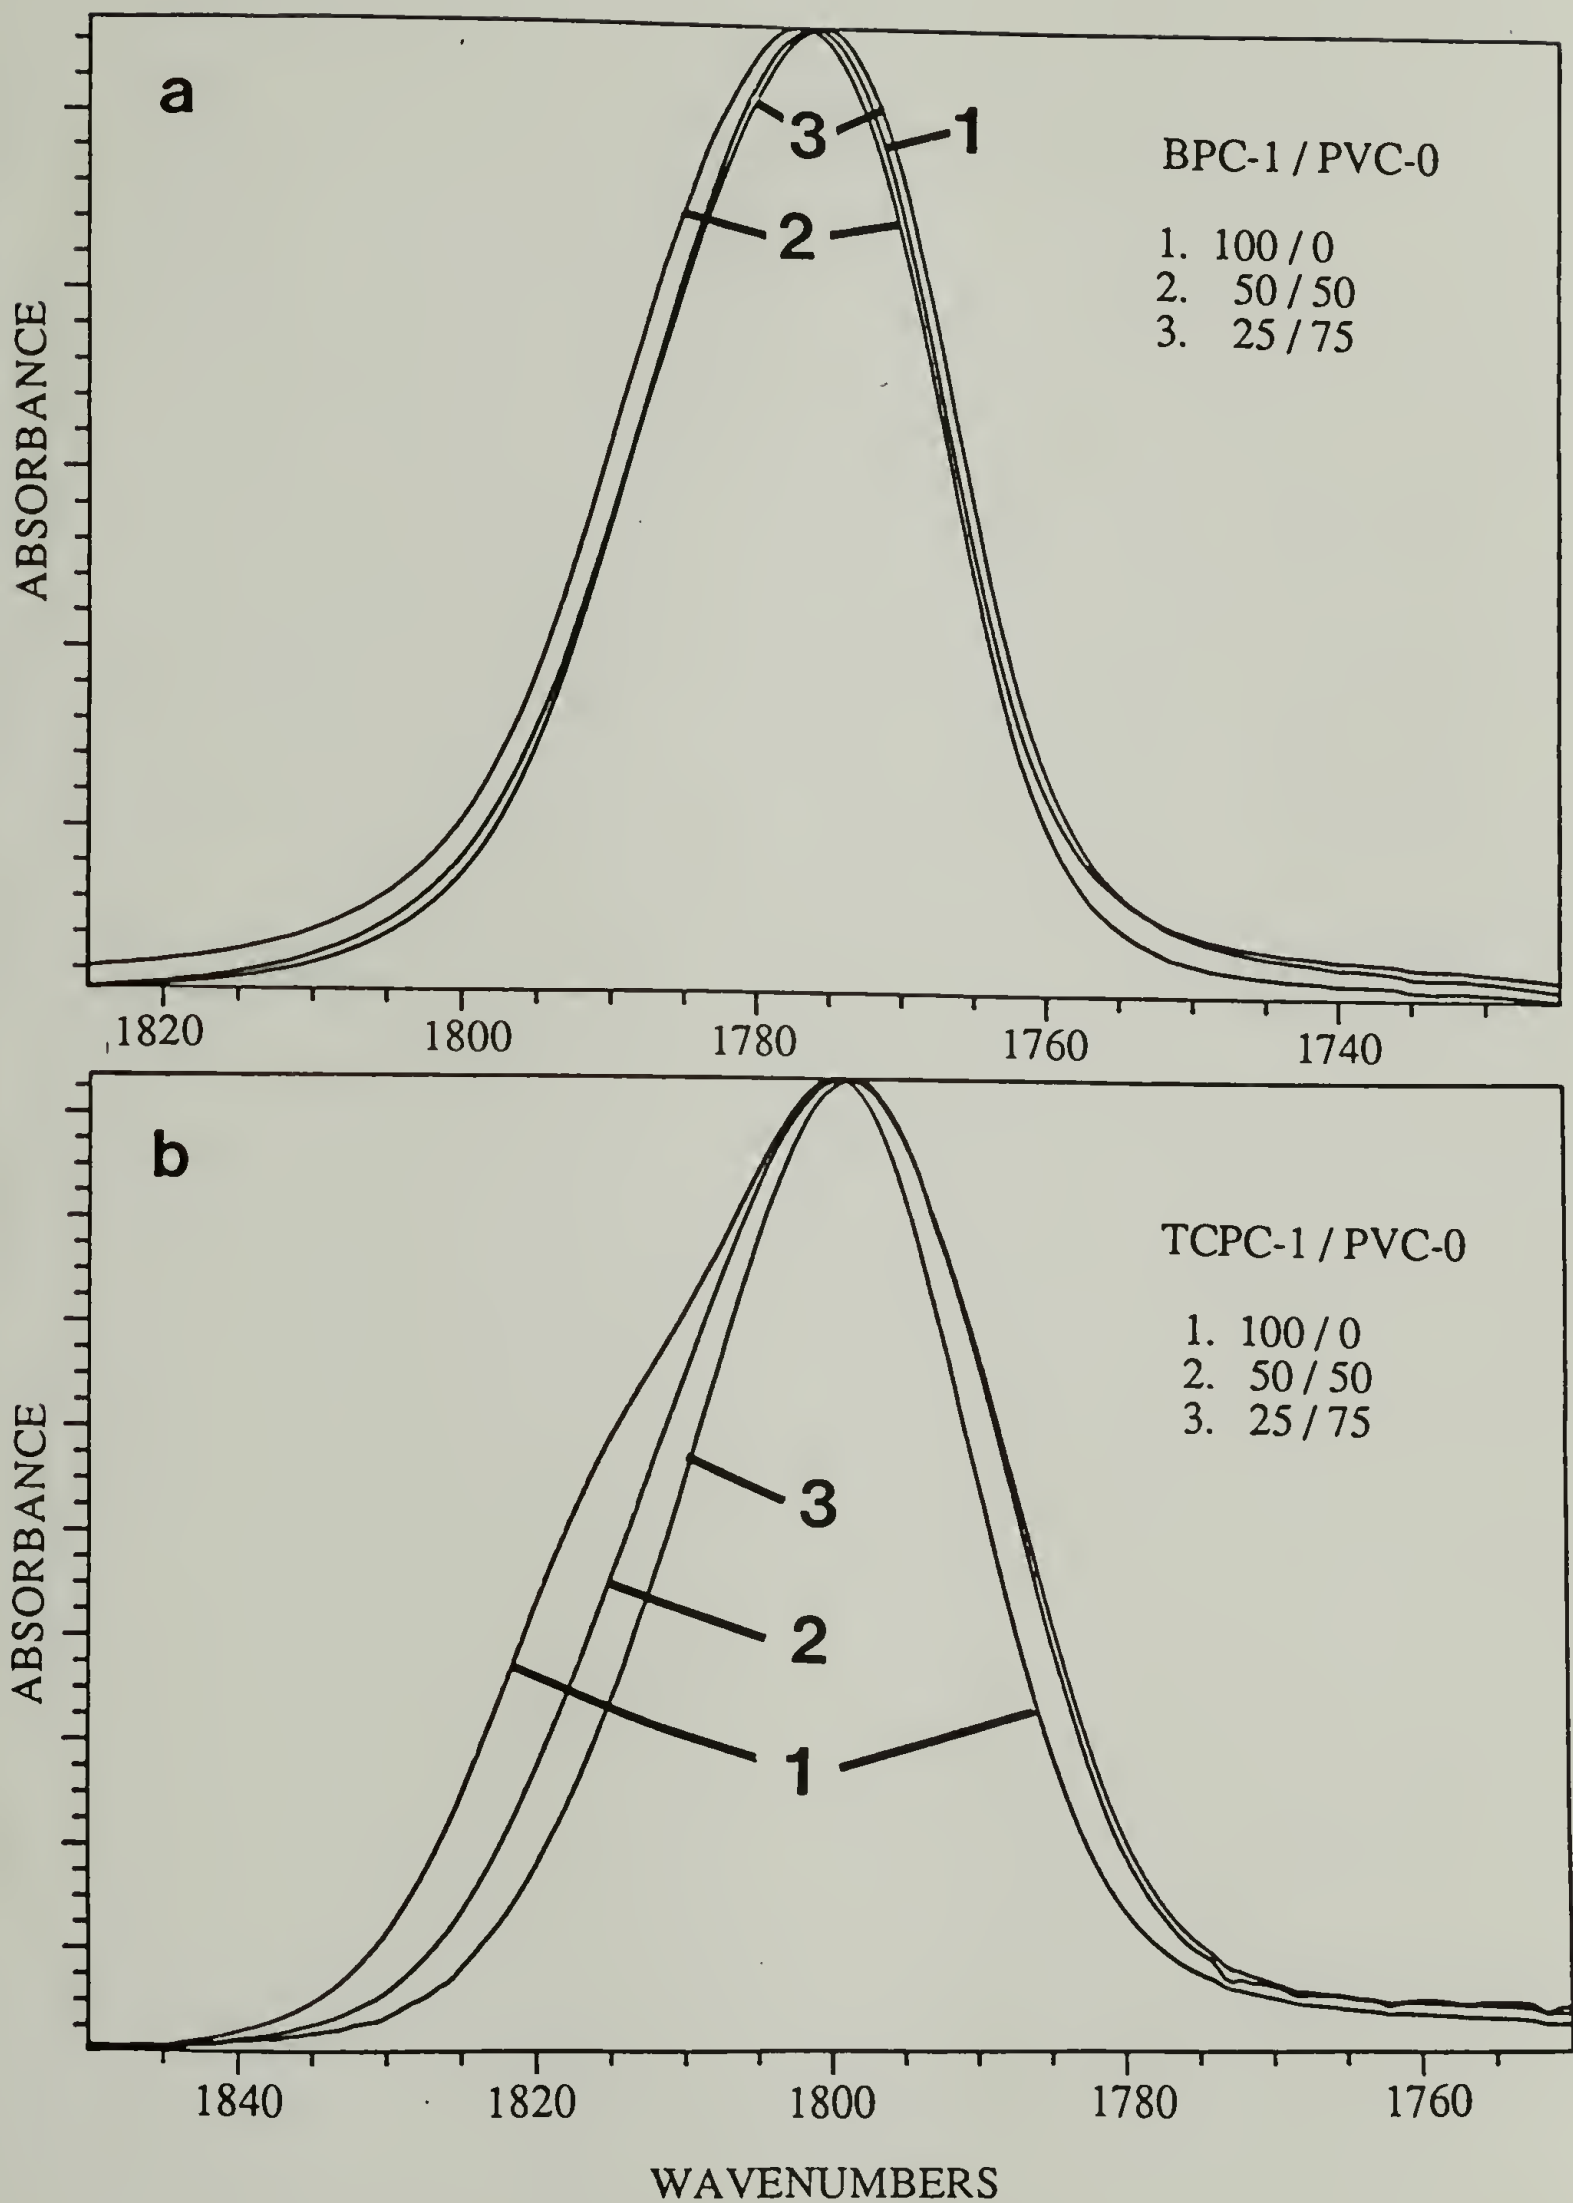 a
3
1
2
BPC-1 / PVC-0
1. 100 / 0
2. 50 / 50
3. 25 / 75
ABSORBANCE
1820 1800 1780 1760 1740
b
TCPC-1 / PVC-0
1. 100 / 0
2. 50 / 50
3. 25 / 75
3
2
1
ABSORBANCE
1840 1820 1800 1780 1760
WAVENUMBERS